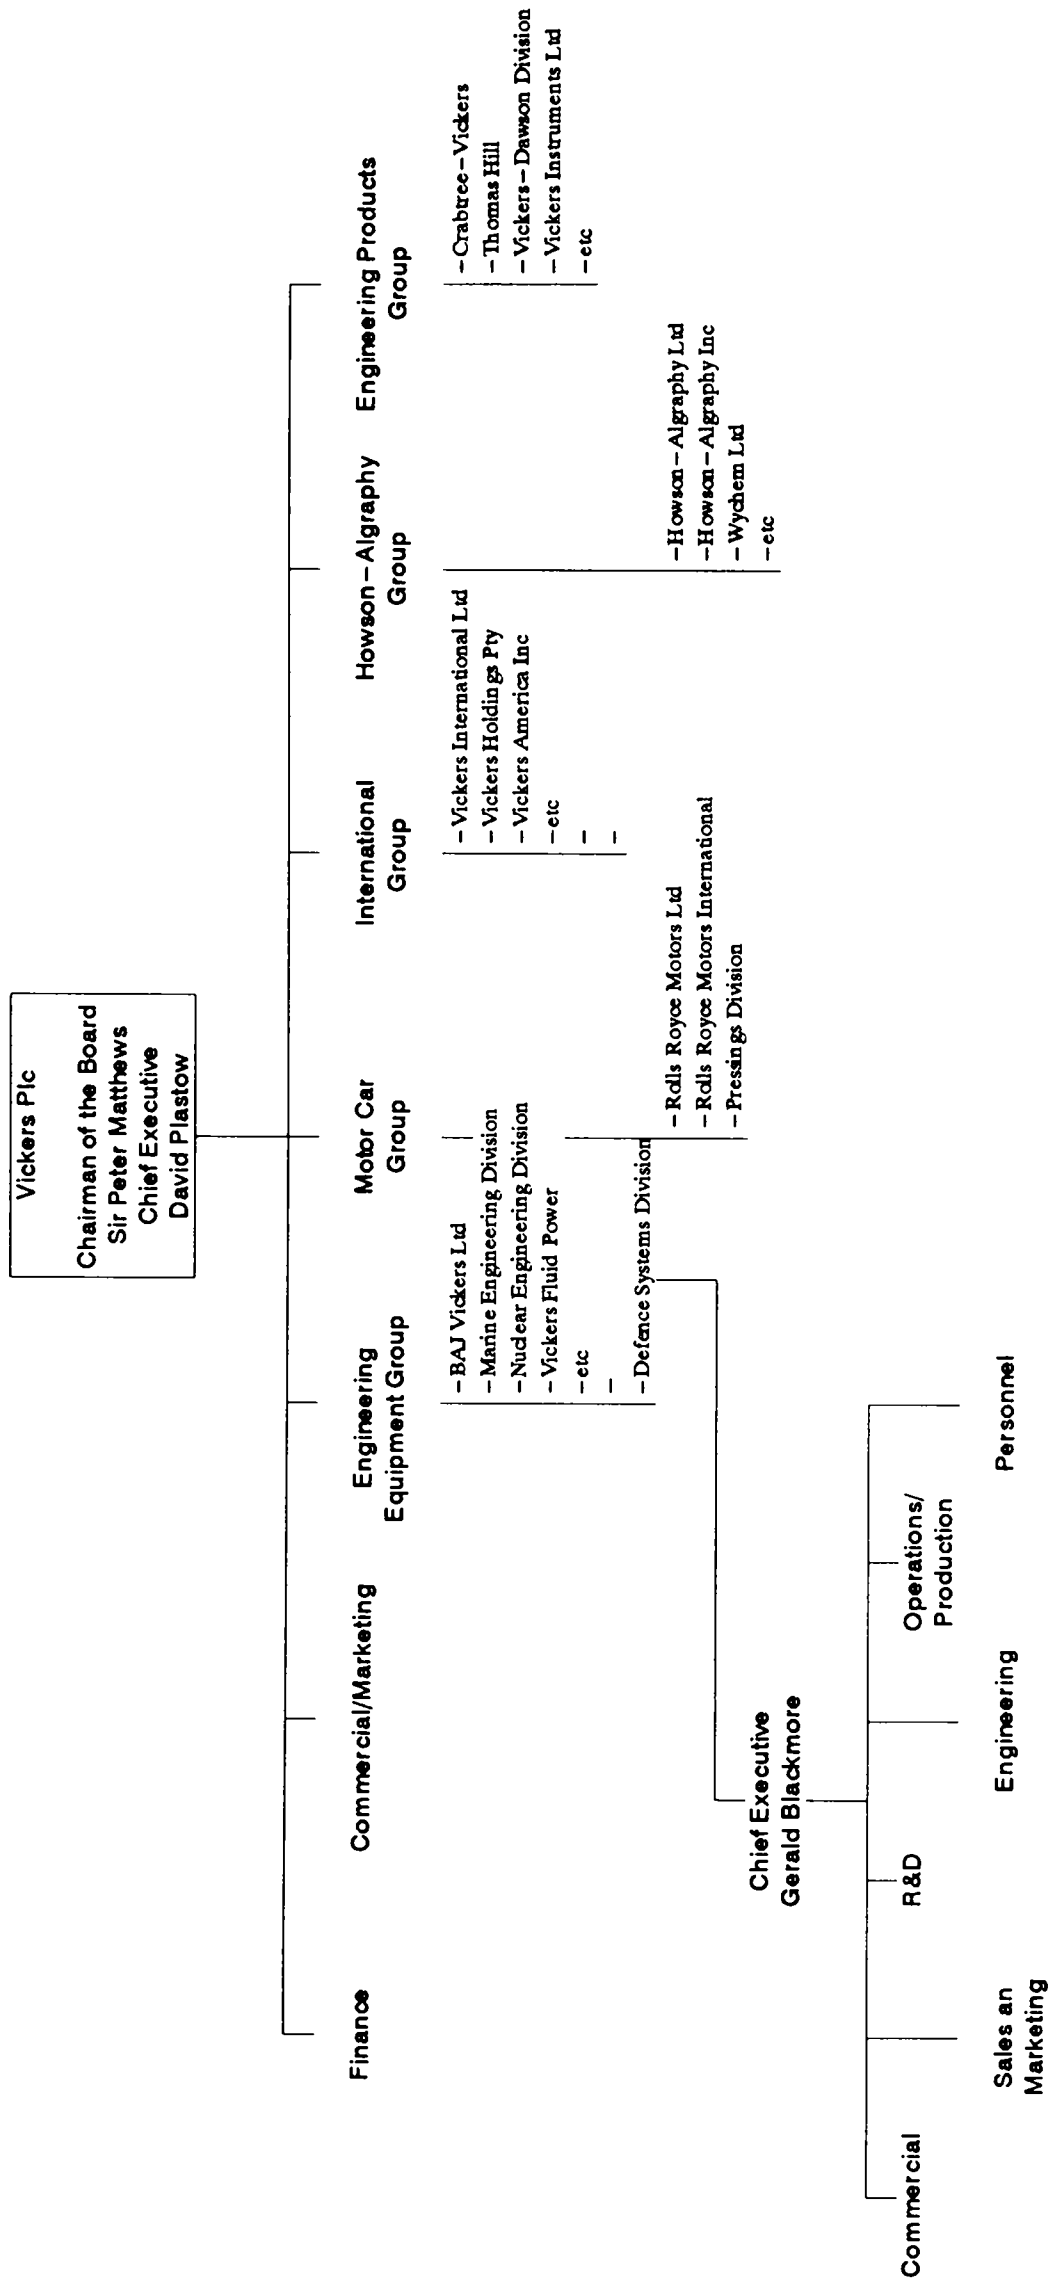 Vickers Plc
Chairman of the Board
Sir Peter Matthews
Chief Executive
David Plastow
Finance
Commercial/Marketing
Engineering
Equipment Group
– BAJ Vickers Ltd
– Marine Engineering Division
– Nuclear Engineering Division
– Vickers Fluid Power
– etc
–
– Defence Systems Division
Motor Car
Group
– Rolls Royce Motors Ltd
– Rolls Royce Motors International
– Pressings Division
International
Group
– Vickers International Ltd
– Vickers Holdings Pty
– Vickers America Inc
– etc
–
–
Howson – Algraphy
Group
– Howson – Algraphy Ltd
– Howson – Algraphy Inc
– Wychem Ltd
– etc
Engineering Products
Group
– Crabtree – Vickers
– Thomas Hill
– Vickers – Dawson Division
– Vickers Instruments Ltd
– etc
Chief Executive
Gerald Blackmore
Commercial
Sales an
Marketing
R&D
Engineering
Operations/
Production
Personnel